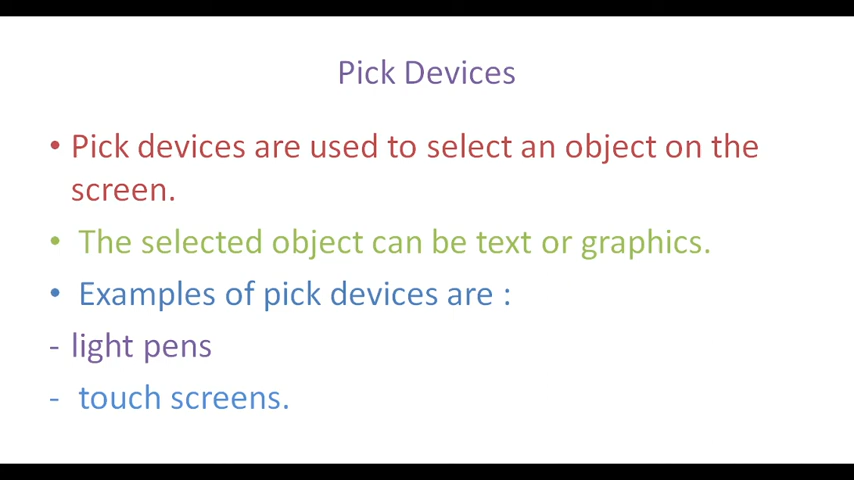 Pick Devices
• Pick devices are used to select an object on the
screen.
• The selected object can be text or graphics.
• Examples of pick devices are :
- light pens
- touch screens.